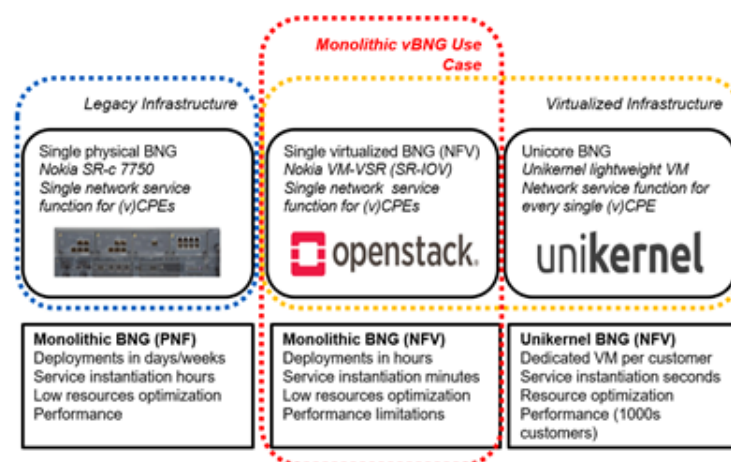 Monolithic vBNG Use
Case
Legacy Infrastructure
Virtualized Infrastructure
Single physical BNG
Nokia SR-c 7750
Single network service
function for (v)CPEs
Single virtualized BNG (NFV)
Nokia VM-VSR (SR-IOV)
Single network service
function for (v)CPEs
openstack®
Unicore BNG
Unikernel lightweight VM
Network service function for
every single (v)CPE
unikernel
Monolithic BNG (PNF)
Deployments in days/weeks
Service instantiation hours
Low resources optimization
Performance
Monolithic BNG (NFV)
Deployments in hours
Service instantiation minutes
Low resources optimization
Performance limitations
Unikernel BNG (NFV)
Dedicated VM per customer
Service instantiation seconds
Resource optimization
Performance (1000s
customers)